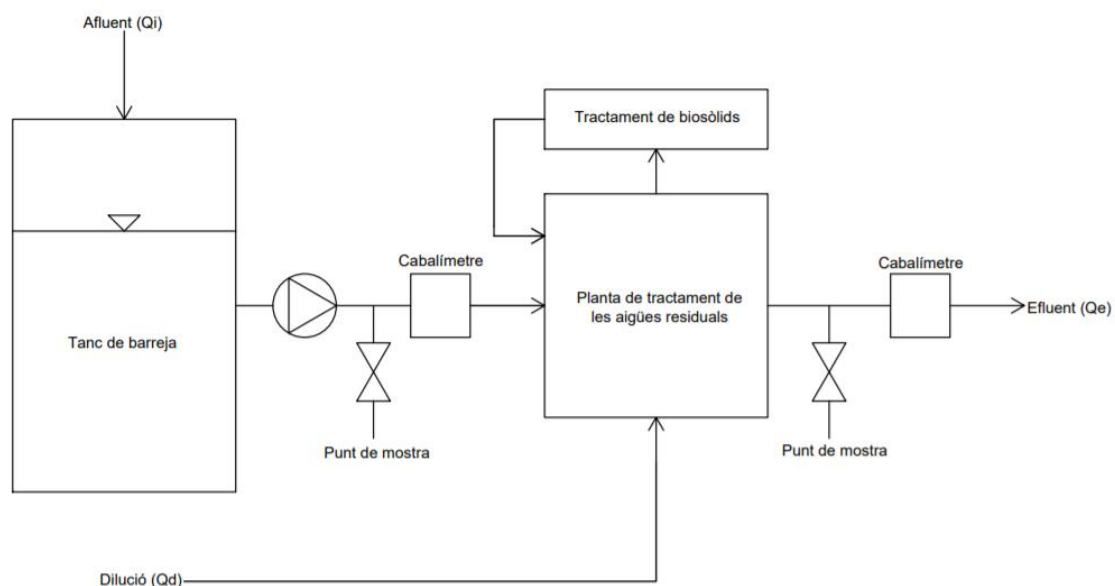 Afluent (Qi)
Tractament de biosòlids
Cabalímetre
Cabalímetre
Planta de tractament de
les aigües residuals
Efluent (Qe)
Tanc de barreja
Punt de mostra
Punt de mostra
Dilució (Qd)